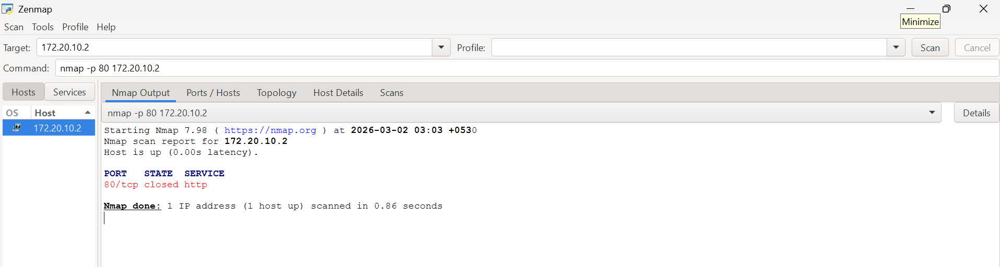 Zenmap
Minimize
Scan Tools Profile Help
Target: 172.20.10.2 Profile: Scan Cancel
Command: nmap -p 80 172.20.10.2
Hosts Services Nmap Output Ports / Hosts Topology Host Details Scans
OS Host nmap -p 80 172.20.10.2 Details
172.20.10.2
Starting Nmap 7.98 ( https://nmap.org ) at 2026-03-02 03:03 +0530
Nmap scan report for 172.20.10.2
Host is up (0.00s latency).
PORT STATE SERVICE
80/tcp closed http
Nmap done: 1 IP address (1 host up) scanned in 0.86 seconds